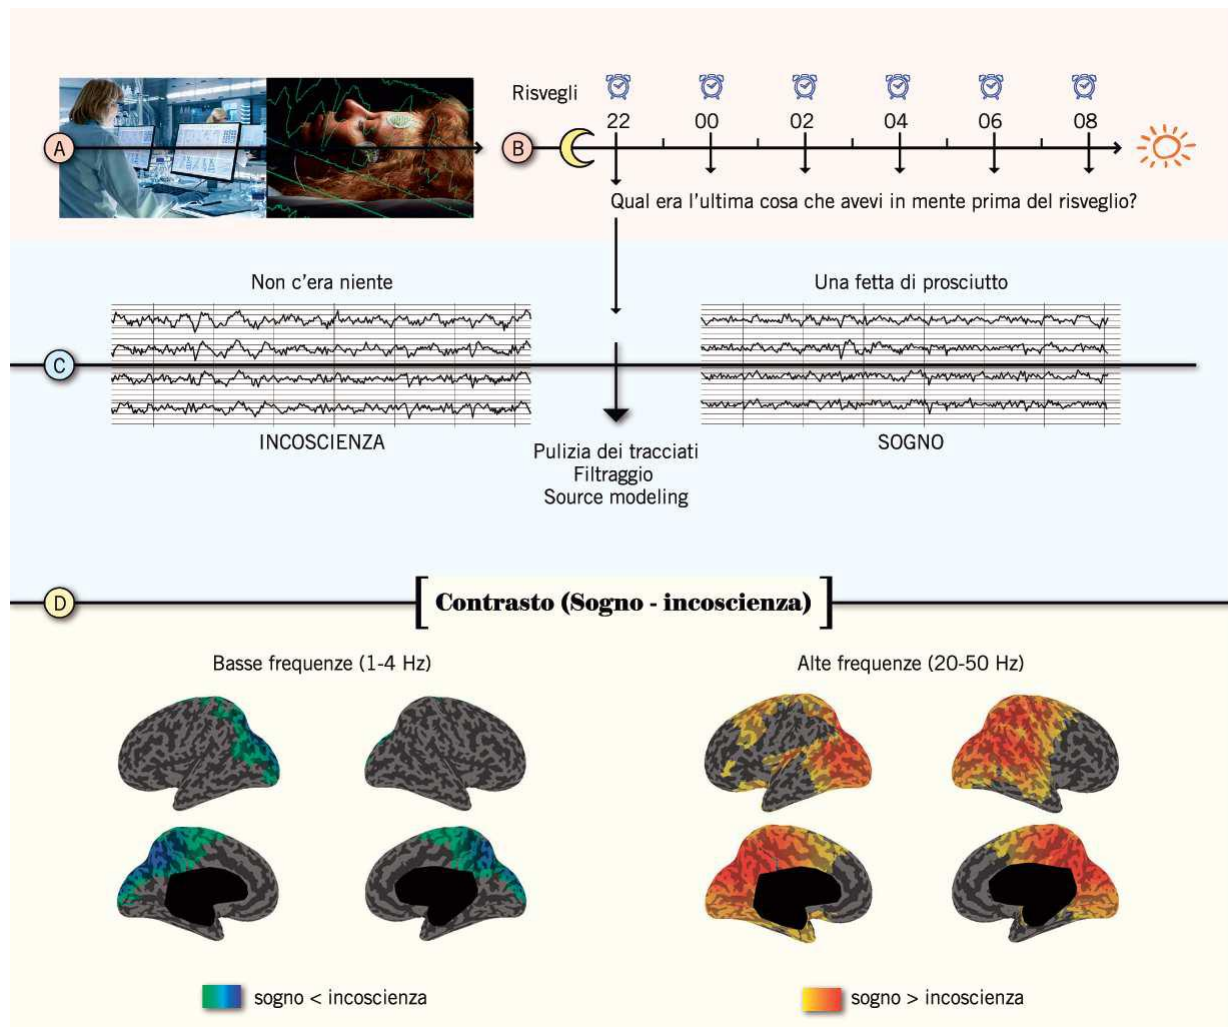 Risvegli
22 00 02 04 06 08
A
B
Qual era l'ultima cosa che avevi in mente prima del risveglio?
Non c'era niente
Una fetta di prosciutto
C
INCOSCIENZA
SOGNO
Pulizia dei tracciati
Filtraggio
Source modeling
D
Contrasto (Sogno - incoscienza)
Basse frequenze (1-4 Hz)
Alte frequenze (20-50 Hz)
sogno < incoscienza
sogno > incoscienza